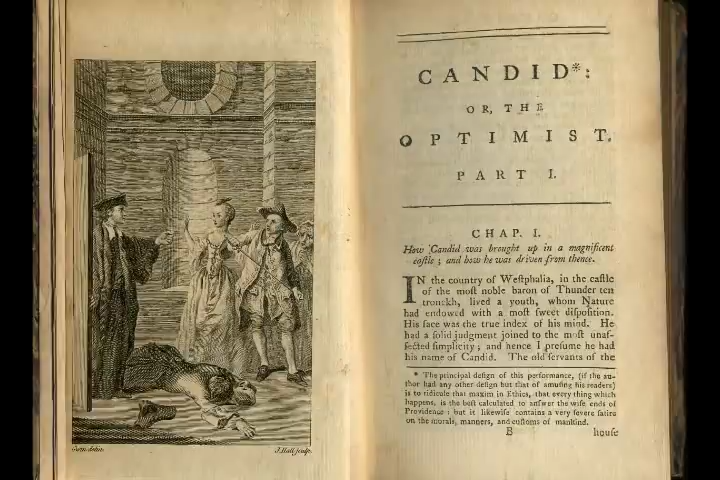 delin.
J. Hall ſculp.
CANDID*:
OR, THE
OPTIMIST.
PART I.
CHAP. I.
How Candid was brought up in a magnificent
caſtle ; and how he was driven from thence.
IN the country of Weſtphalia, in the caſtle
of the moſt noble baron of Thunder ten
tronckh, lived a youth, whom Nature
had endowed with a moſt ſweet diſpoſition.
His face was the true index of his mind. He
had a ſolid judgment joined to the moſt unaf-
fected ſimplicity ; and hence I preſume he had
his name of Candid. The old ſervants of the
* The principal deſign of this performance, (if the au-
thor had any other deſign but that of amuſing his readers)
is to ridicule that maxim in Ethics, that every thing which
happens, is the beſt calculated to anſwer the wiſe ends of
Providence : but it likewiſe contains a very ſevere ſatire
on the morals, manners, and cuſtoms of mankind.
B houſe